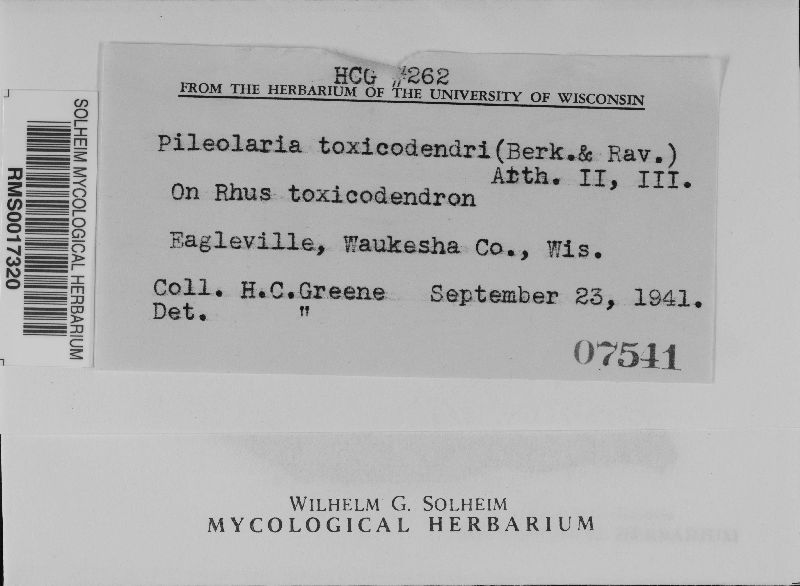 HCG #262
FROM THE HERBARIUM OF THE UNIVERSITY OF WISCONSIN
Pileolaria toxicodendri (Berk.& Rav.)
Arth. II, III.
On Rhus toxicodendron
Eagleville, Waukesha Co., Wis.
Coll. H.C.Greene September 23, 1941.
Det. "
07541
SOLHEIM MYCOLOGICAL HERBARIUM
RMS0017320
WILHELM G. SOLHEIM
MYCOLOGICAL HERBARIUM